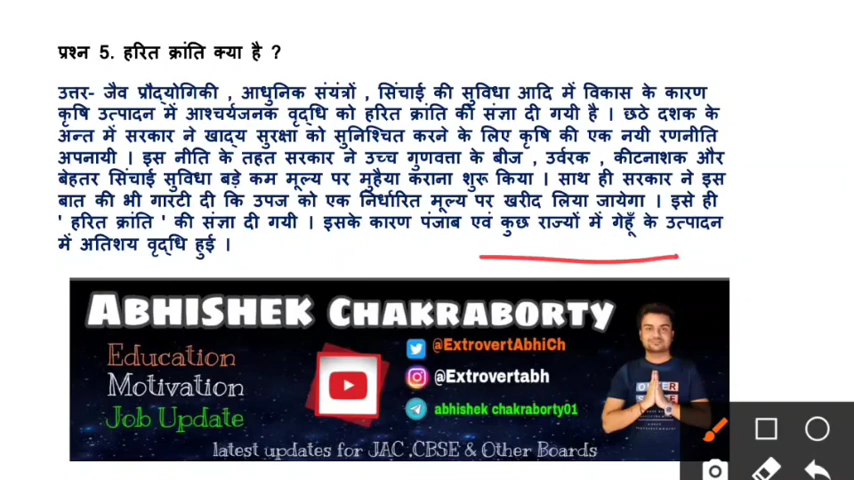 प्रश्न 5. हरित क्रांति क्या है ?
उत्तर- जैव प्रौद्योगिकी , आधुनिक संयंत्रों , सिंचाई की सुविधा आदि में विकास के कारण
कृषि उत्पादन में आश्चर्यजनक वृद्धि को हरित क्रांति की संज्ञा दी गयी है । छठे दशक के
अन्त में सरकार ने खाद्य सुरक्षा को सुनिश्चित करने के लिए कृषि की एक नयी रणनीति
अपनायी । इस नीति के तहत सरकार ने उच्च गुणवता के बीज , उर्वरक , कीटनाशक और
बेहतर सिंचाई सुविधा बड़े कम मूल्य पर मुहैया कराना शुरू किया । साथ ही सरकार ने इस
बात की भी गारटी दी कि उपज को एक निर्धारित मूल्य पर खरीद लिया जायेगा । इसे ही
' हरित क्रांति ' की संज्ञा दी गयी । इसके कारण पंजाब एवं कुछ राज्यों में गेहूँ के उत्पादन
में अतिशय वृद्धि हुई ।
ABHISHEK CHAKRABORTY
Education
Motivation
Job Update
@ExtrovertAbhiCh
@Extrovertabh
abhishek chakraborty01
latest updates for JAC ,CBSE & Other Boards